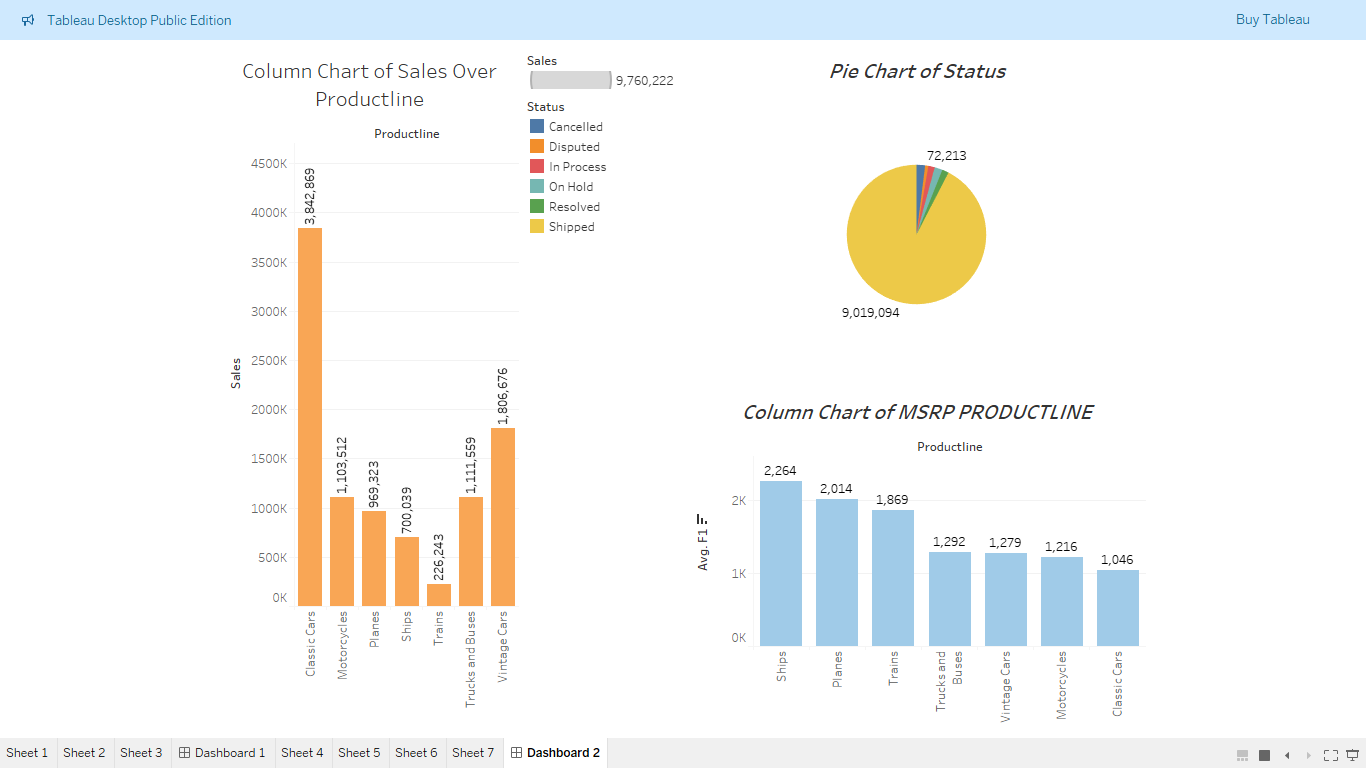 Tableau Desktop Public Edition
Buy Tableau
Column Chart of Sales Over
Productline
Productline
Sales
4500K
4000K
3500K
3000K
2500K
2000K
1500K
1000K
500K
0K
3,842,869
1,103,512
969,323
700,039
226,243
1,111,559
1,806,676
Classic Cars
Motorcycles
Planes
Ships
Trains
Trucks and Buses
Vintage Cars
Sales
9,760,222
Status
Cancelled
Disputed
In Process
On Hold
Resolved
Shipped
Pie Chart of Status
72,213
9,019,094
Column Chart of MSRP PRODUCTLINE
Productline
Avg. F1
2K
1K
0K
2,264
2,014
1,869
1,292
1,279
1,216
1,046
Ships
Planes
Trains
Trucks and
Buses
Vintage Cars
Motorcycles
Classic Cars
Sheet 1
Sheet 2
Sheet 3
Dashboard 1
Sheet 4
Sheet 5
Sheet 6
Sheet 7
Dashboard 2